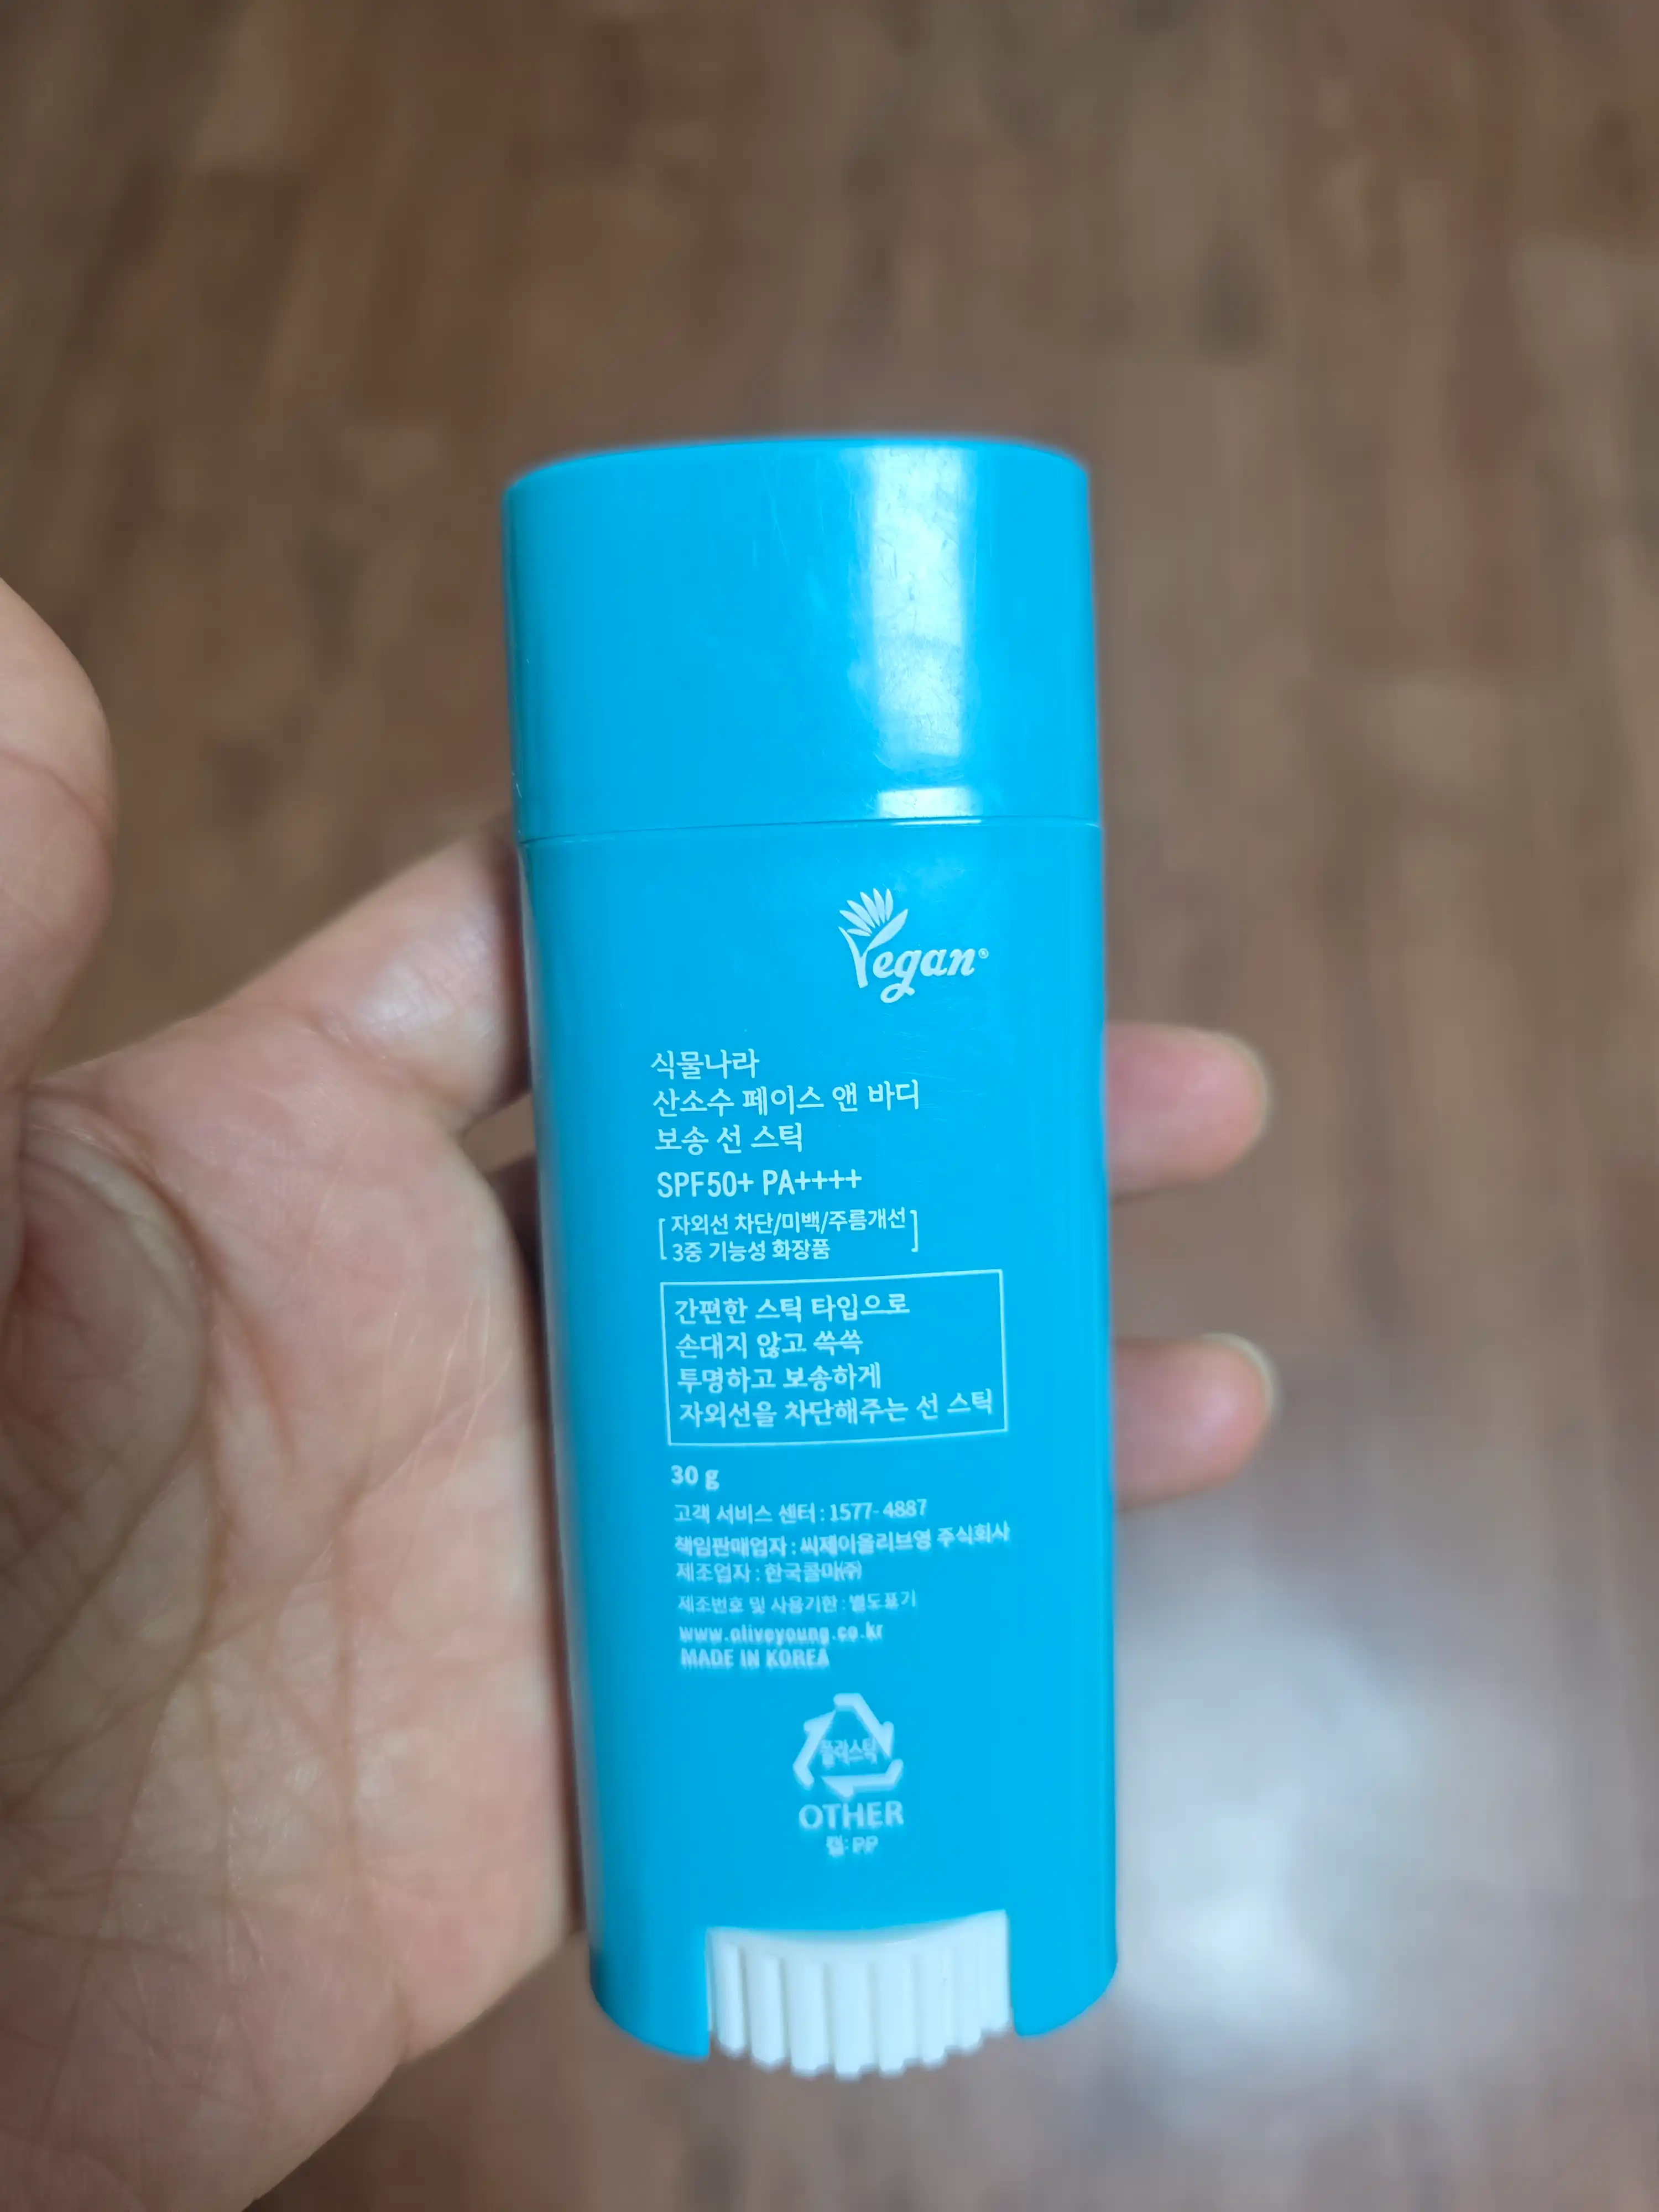 Vegan®
식물나라
산소수 페이스 앤 바디
보송 선 스틱
SPF50+ PA++++
[자외선 차단/미백/주름개선
3중 기능성 화장품]
간편한 스틱 타입으로
손대지 않고 쓱쓱
투명하고 보송하게
자외선을 차단해주는 선 스틱
30 g
고객 서비스 센터 : 1577-4887
책임판매업자 : 씨제이올리브영 주식회사
제조업자 : 한국콜마㈜
제조번호 및 사용기한 : 별도표기
www.oliveyoung.co.kr
MADE IN KOREA
플라스틱
OTHER
캡: PP